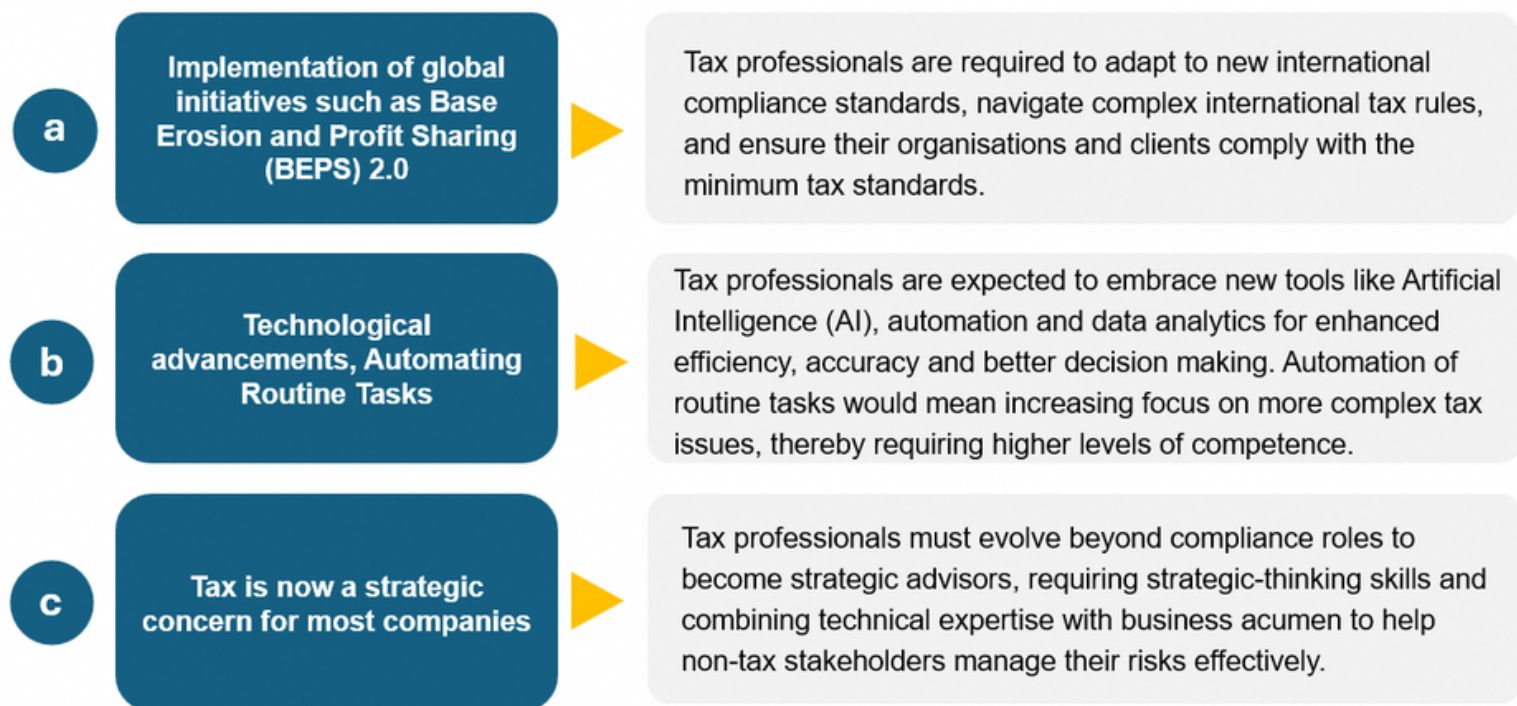 a
Implementation of global
initiatives such as Base
Erosion and Profit Sharing
(BEPS) 2.0
Tax professionals are required to adapt to new international
compliance standards, navigate complex international tax rules,
and ensure their organisations and clients comply with the
minimum tax standards.
b
Technological
advancements, Automating
Routine Tasks
Tax professionals are expected to embrace new tools like Artificial
Intelligence (AI), automation and data analytics for enhanced
efficiency, accuracy and better decision making. Automation of
routine tasks would mean increasing focus on more complex tax
issues, thereby requiring higher levels of competence.
c
Tax is now a strategic
concern for most companies
Tax professionals must evolve beyond compliance roles to
become strategic advisors, requiring strategic-thinking skills and
combining technical expertise with business acumen to help
non-tax stakeholders manage their risks effectively.